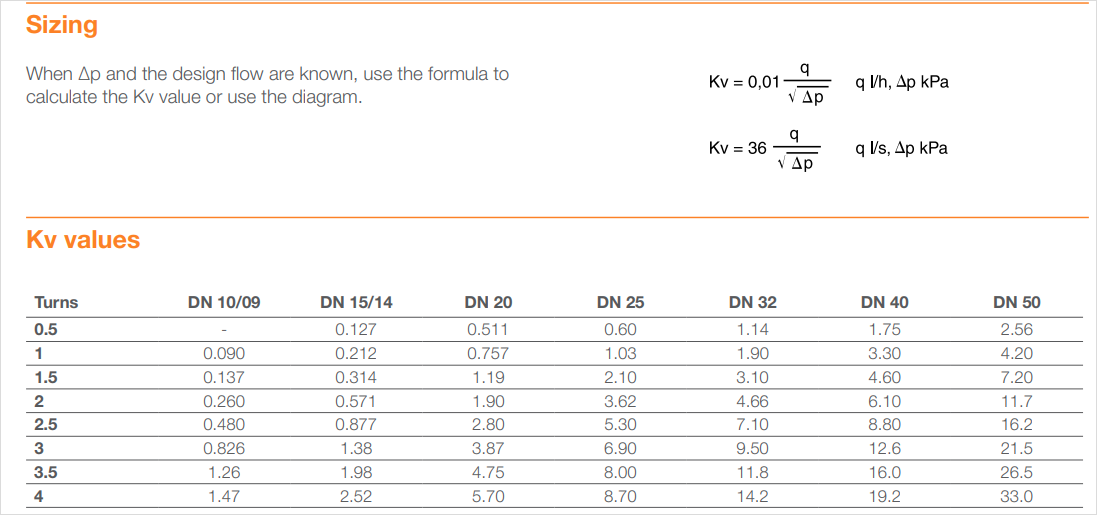 Sizing
When Δp and the design flow are known, use the formula to
calculate the Kv value or use the diagram.
Kv = 0,01 q / √Δp q l/h, Δp kPa
Kv = 36 q / √Δp q l/s, Δp kPa
Kv values
Turns DN 10/09 DN 15/14 DN 20 DN 25 DN 32 DN 40 DN 50
0.5 - 0.127 0.511 0.60 1.14 1.75 2.56
1 0.090 0.212 0.757 1.03 1.90 3.30 4.20
1.5 0.137 0.314 1.19 2.10 3.10 4.60 7.20
2 0.260 0.571 1.90 3.62 4.66 6.10 11.7
2.5 0.480 0.877 2.80 5.30 7.10 8.80 16.2
3 0.826 1.38 3.87 6.90 9.50 12.6 21.5
3.5 1.26 1.98 4.75 8.00 11.8 16.0 26.5
4 1.47 2.52 5.70 8.70 14.2 19.2 33.0